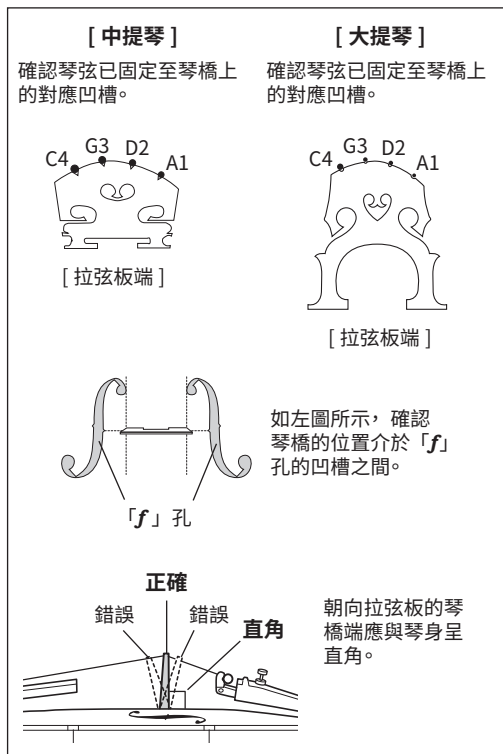 [ 中提琴 ]
確認琴弦已固定至琴橋上
的對應凹槽。
C4 G3 D2 A1
[ 拉弦板端 ]
[ 大提琴 ]
確認琴弦已固定至琴橋上
的對應凹槽。
C4 G3 D2 A1
[ 拉弦板端 ]
如左圖所示，確認
琴橋的位置介於「f」
孔的凹槽之間。
「f」孔
正確
錯誤 錯誤
直角
朝向拉弦板的琴
橋端應與琴身呈
直角。